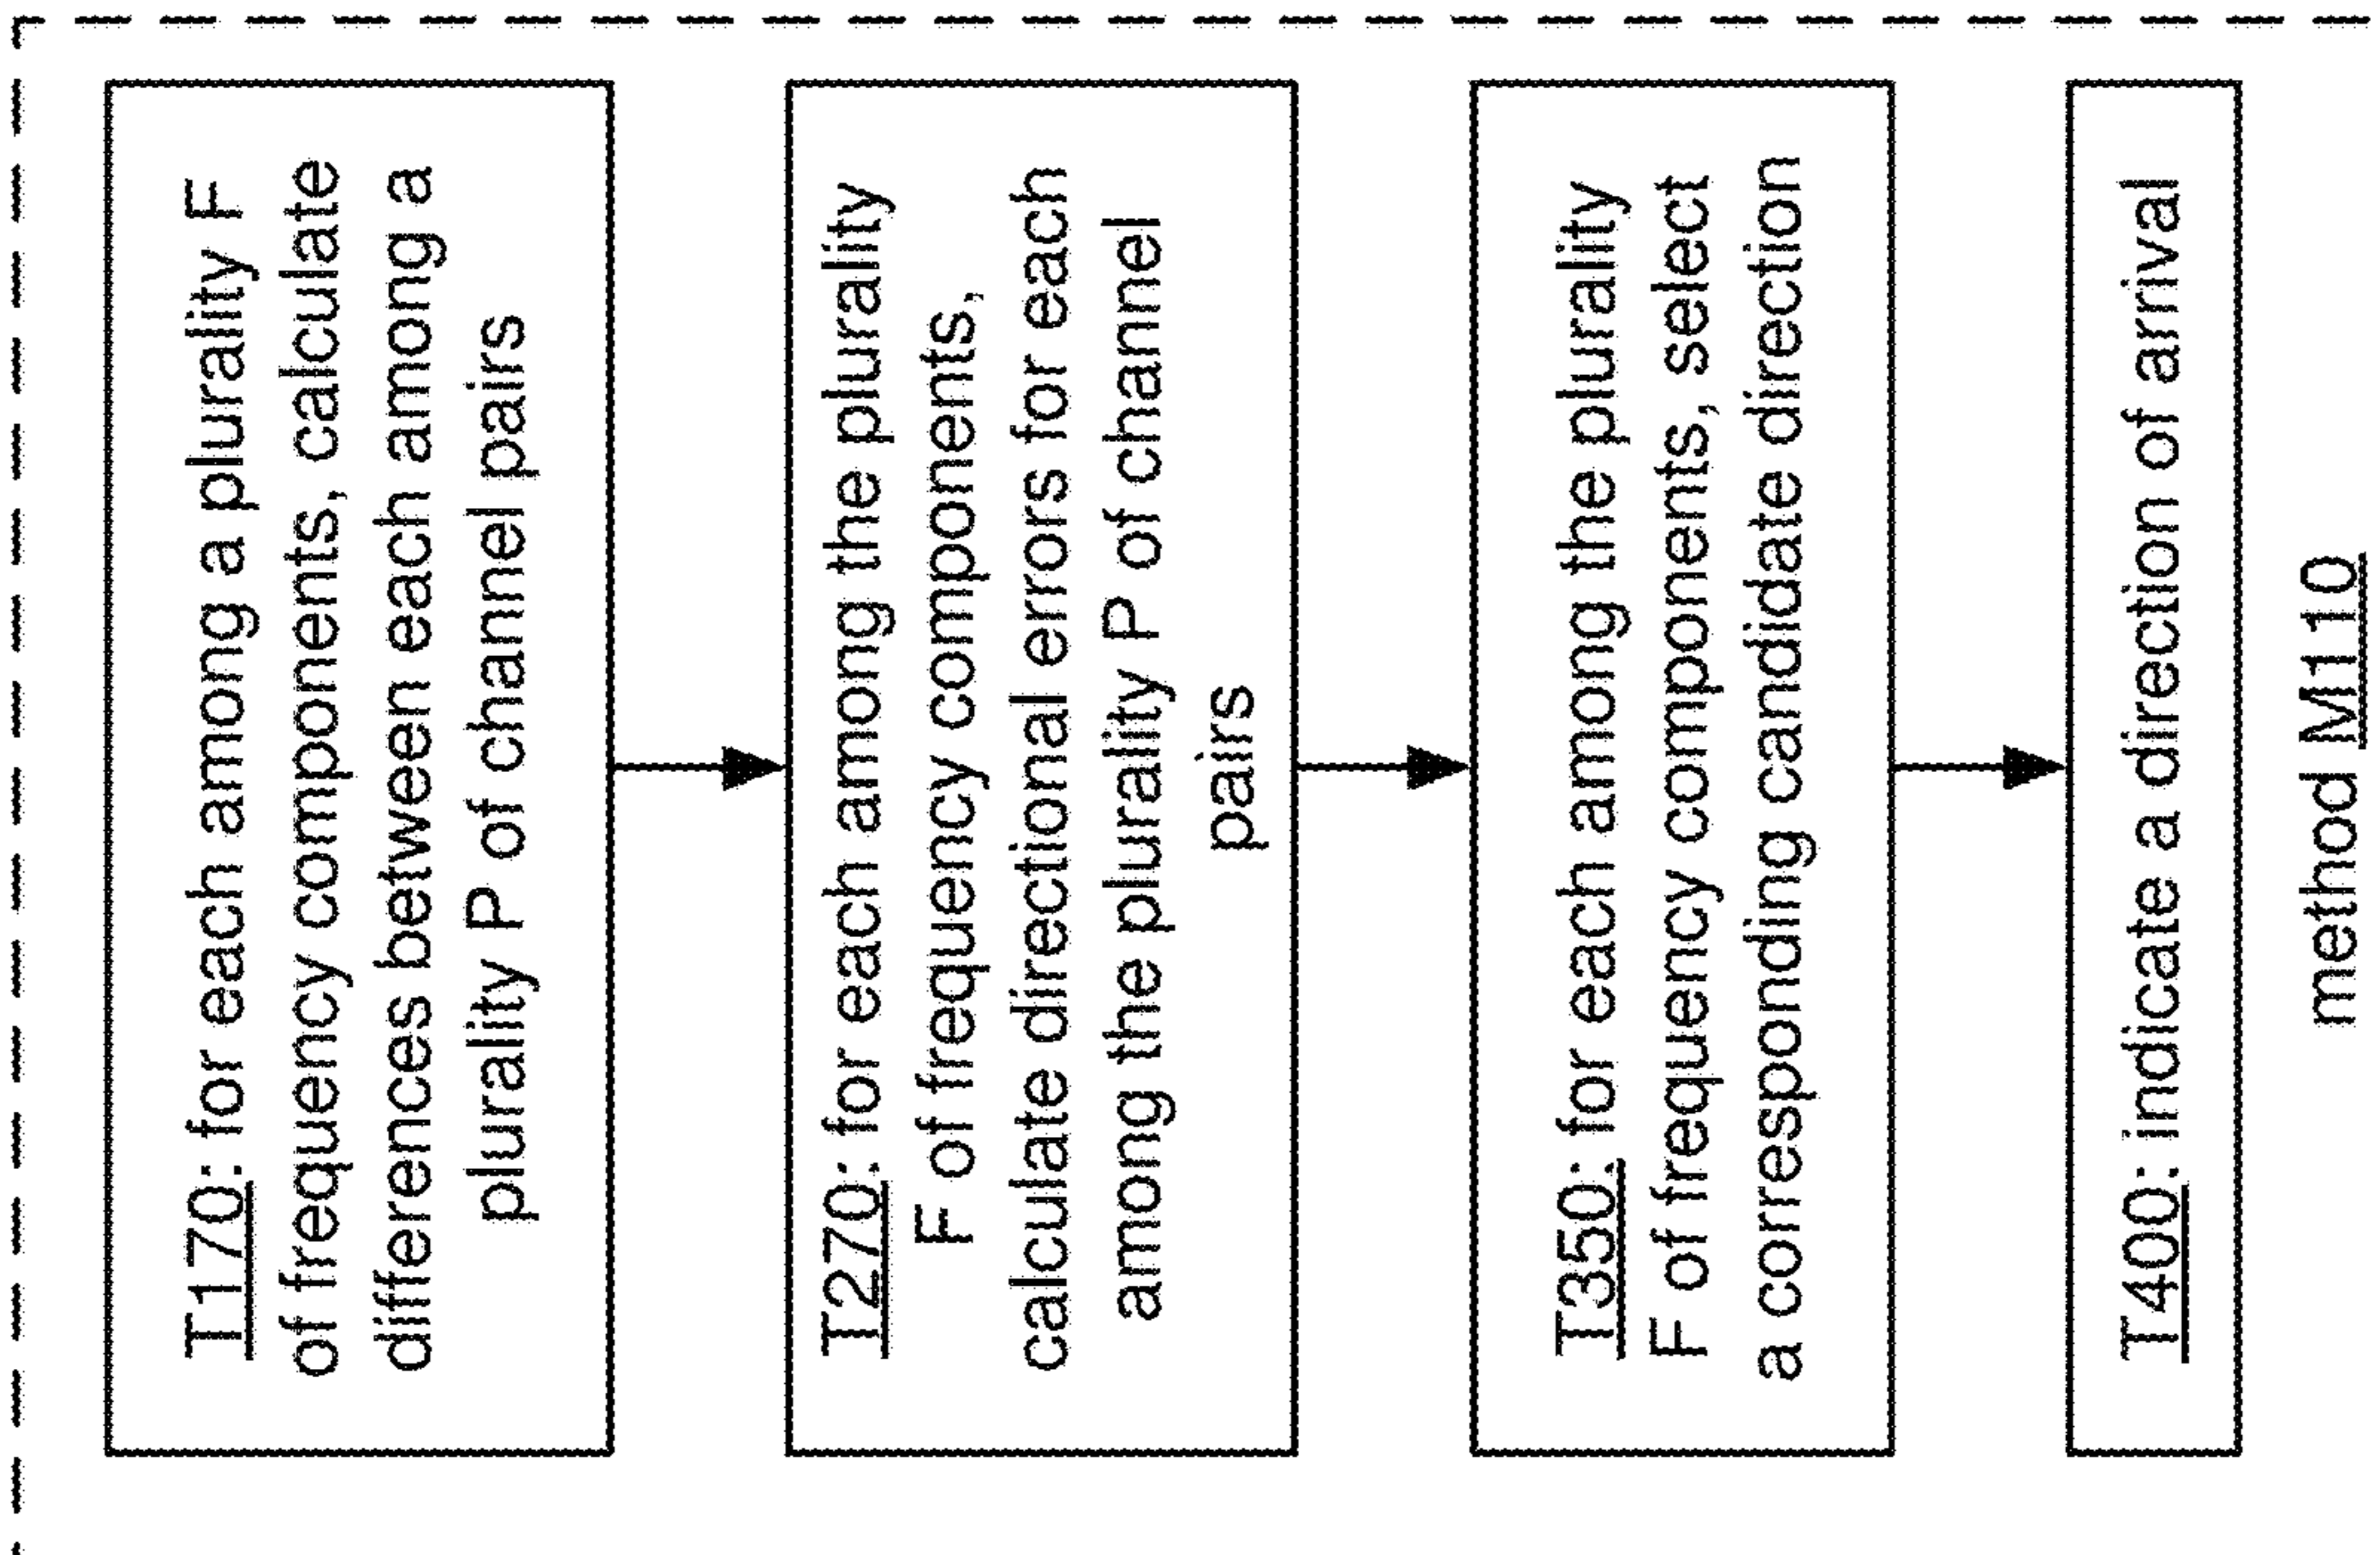 T170: for each among a plurality F
of frequency components, calculate
differences between each among a
plurality P of channel pairs
T270: for each among the plurality
F of frequency components,
calculate directional errors for each
among the plurality P of channel
pairs
T350: for each among the plurality
F of frequency components, select
a corresponding candidate direction
T400: indicate a direction of arrival
method M110